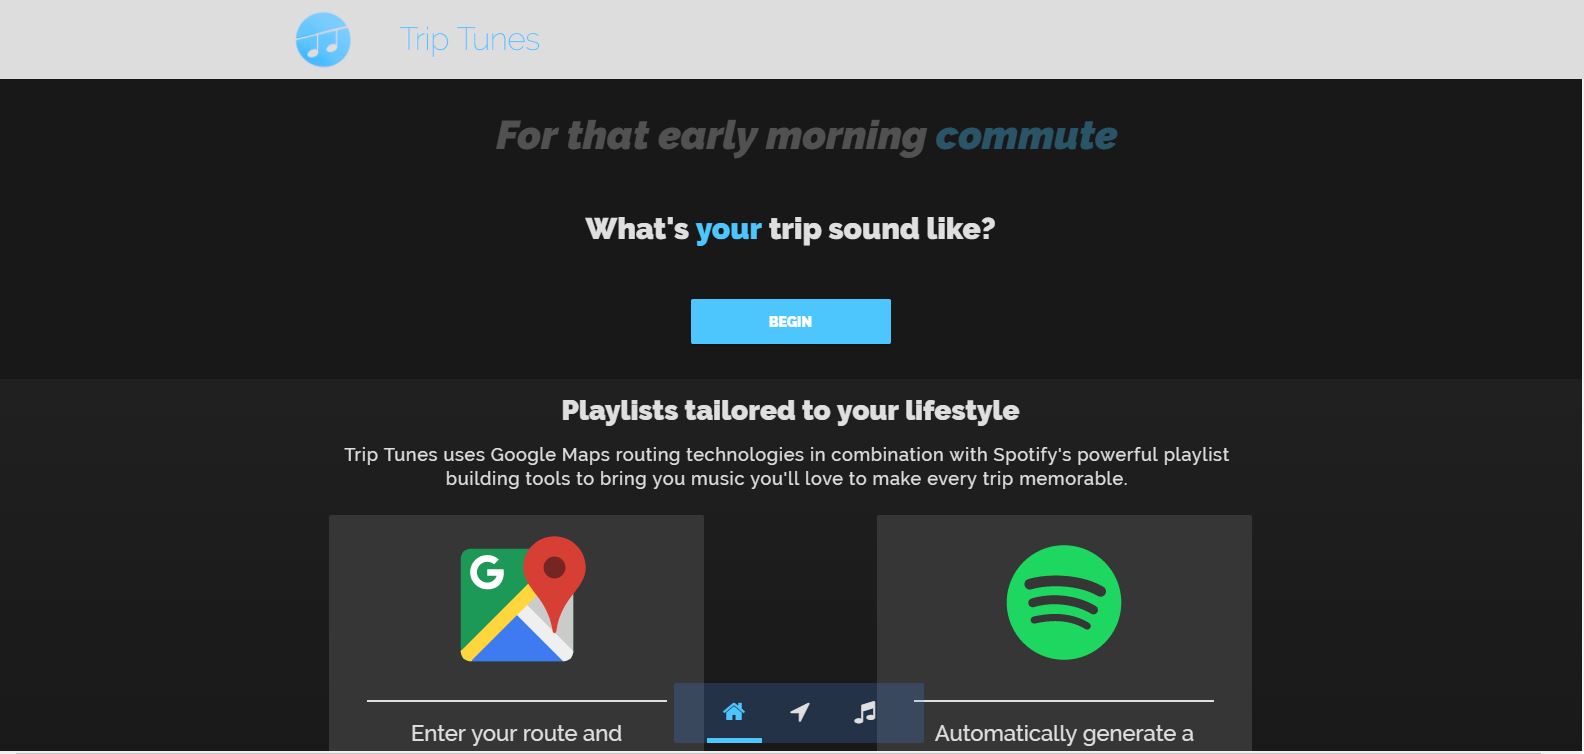 Trip Tunes
For that early morning commute
What's your trip sound like?
BEGIN
Playlists tailored to your lifestyle
Trip Tunes uses Google Maps routing technologies in combination with Spotify's powerful playlist
building tools to bring you music you'll love to make every trip memorable.
G
Enter your route and
Automatically generate a